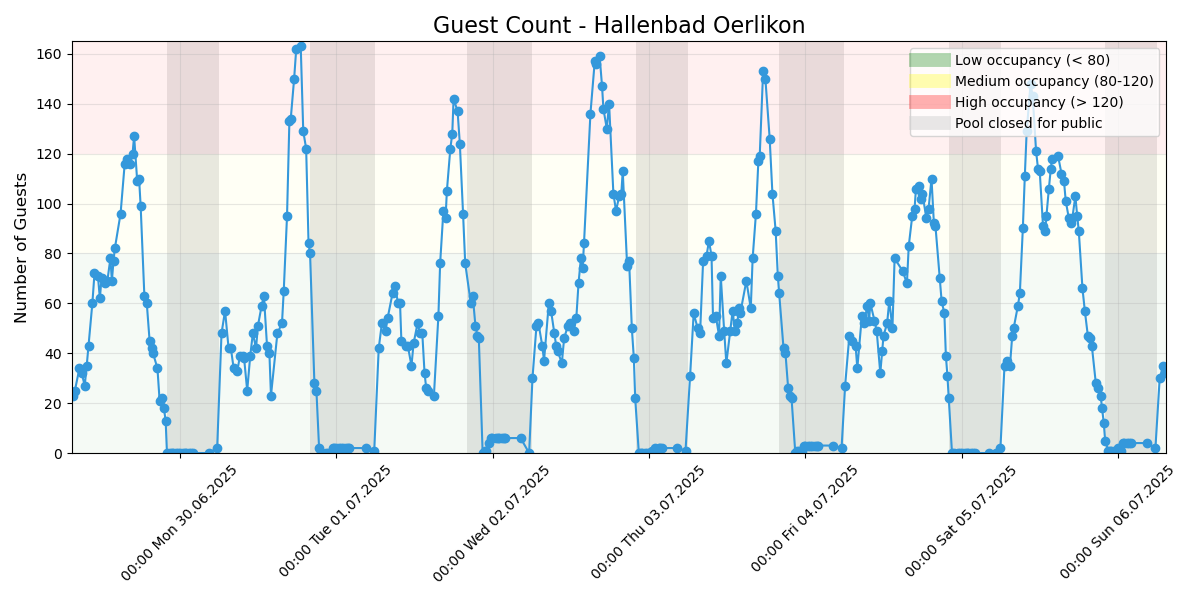 Guest Count - Hallenbad Oerlikon
Number of Guests
160
140
120
100
80
60
40
20
0
Low occupancy (< 80)
Medium occupancy (80-120)
High occupancy (> 120)
Pool closed for public
00:00 Mon 30.06.2025
00:00 Tue 01.07.2025
00:00 Wed 02.07.2025
00:00 Thu 03.07.2025
00:00 Fri 04.07.2025
00:00 Sat 05.07.2025
00:00 Sun 06.07.2025